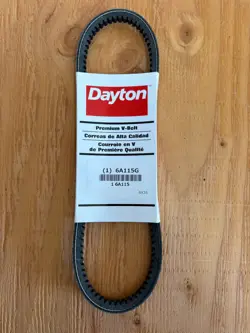 Dayton
Premium V-Belt
Correas de Alta Calidad
Courroie en V
de Première Qualité
(1) 6A115G
1 6A115